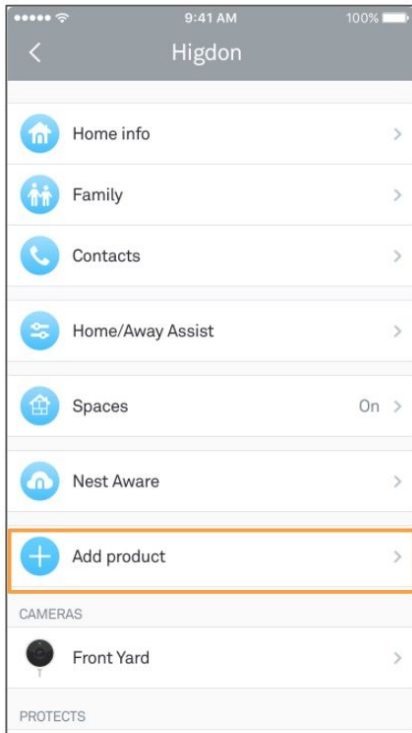 9:41 AM
100%
Higdon
Home info
Family
Contacts
Home/Away Assist
Spaces
On
Nest Aware
Add product
CAMERAS
Front Yard
PROTECTS